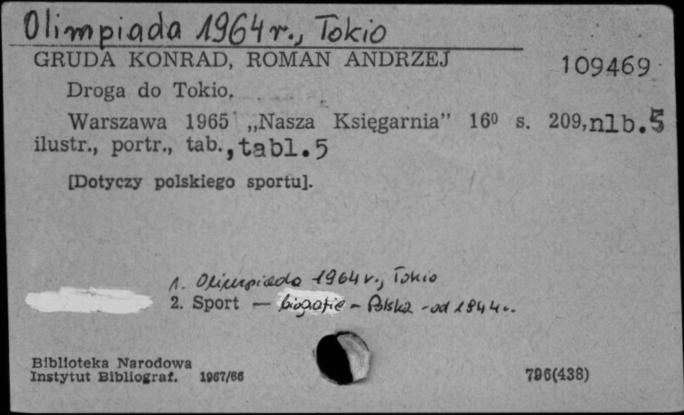 Olimpiada 1964 r., Tokio
GRUDA KONRAD, ROMAN ANDRZEJ 109469
Droga do Tokio.
Warszawa 1965 „Nasza Księgarnia” 16⁰ s. 209, nlb. 5
ilustr., portr., tab., tabl. 5
[Dotyczy polskiego sportu].
1. Olimpiada 1964 r., Tokio
2. Sport — biografie – Polska – od 1944 r.
Biblioteka Narodowa
Instytut Bibliograf. 1967/66 796(438)